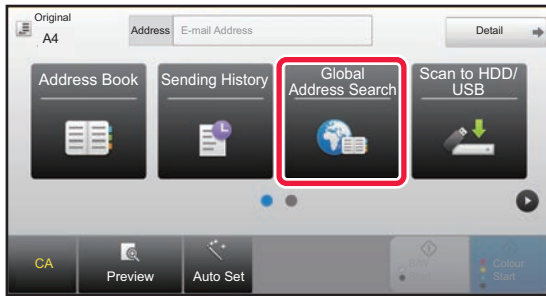 Original
A4
Address
E-mail Address
Detail
Address Book
Sending History
Global
Address Search
Scan to HDD/
USB
CA
Preview
Auto Set
B/W
Start
Colour
Start